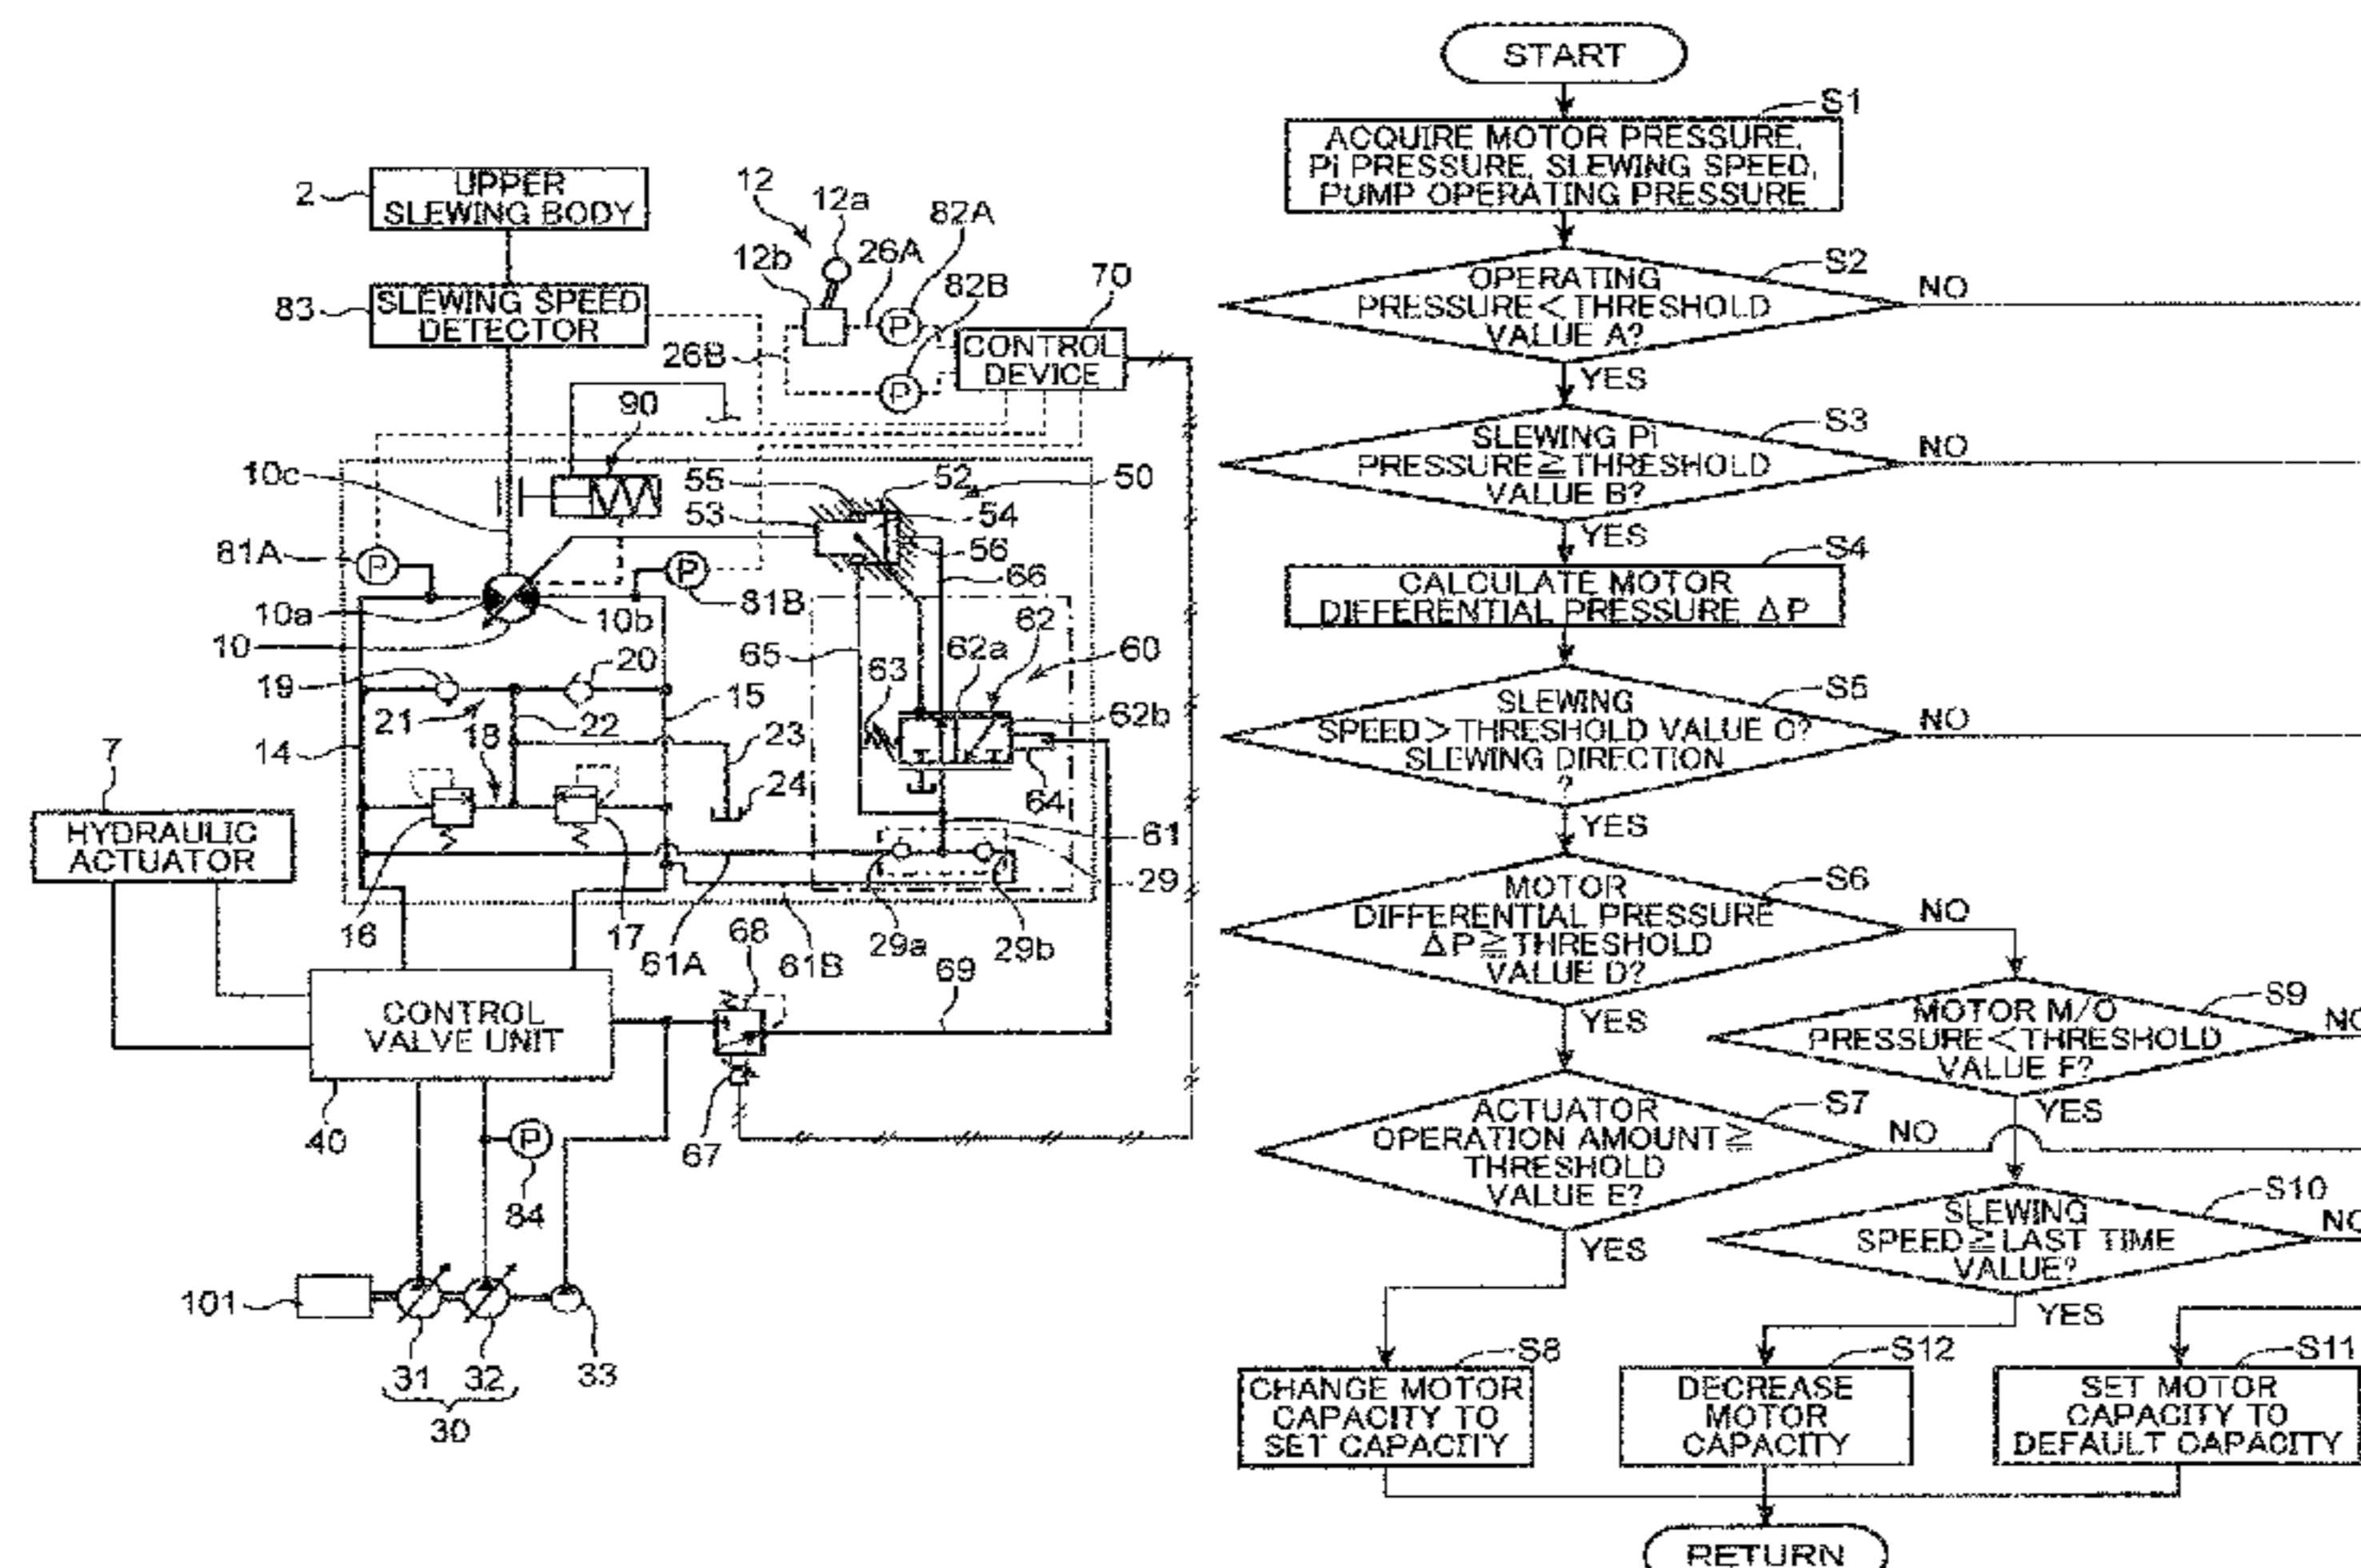 UPPER
SLEWING BODY
2
SLEWING SPEED
DETECTOR
83
12
12a
12b
26A
82A
82B
26B
70
CONTROL
DEVICE
90
10c
55
52
50
53
54
56
81A
81B
66
10a
10b
10
62
65
62a
60
19
20
63
21
18
22
15
62b
14
23
7
24
64
HYDRAULIC
ACTUATOR
61
29
16
17
68
29a
29b
61A
61B
69
CONTROL
VALVE UNIT
40
67
84
101
31
32
33
30
P
P
P
P
P
START
S1
ACQUIRE MOTOR PRESSURE,
Pi PRESSURE, SLEWING SPEED,
PUMP OPERATING PRESSURE
S2
OPERATING
PRESSURE<THRESHOLD
VALUE A?
NO
YES
S3
SLEWING Pi
PRESSURE≧THRESHOLD
VALUE B?
NO
YES
S4
CALCULATE MOTOR
DIFFERENTIAL PRESSURE ΔP
S5
SLEWING
SPEED>THRESHOLD VALUE C?
SLEWING DIRECTION
?
NO
YES
S6
MOTOR
DIFFERENTIAL PRESSURE
ΔP≧THRESHOLD
VALUE D?
NO
YES
S9
MOTOR M/O
PRESSURE<THRESHOLD
VALUE F?
NO
YES
S7
ACTUATOR
OPERATION AMOUNT≧
THRESHOLD
VALUE E?
NO
YES
S10
SLEWING
SPEED≧LAST TIME
VALUE?
NO
YES
S8
CHANGE MOTOR
CAPACITY TO
SET CAPACITY
S12
DECREASE
MOTOR
CAPACITY
S11
SET MOTOR
CAPACITY TO
DEFAULT CAPACITY
RETURN